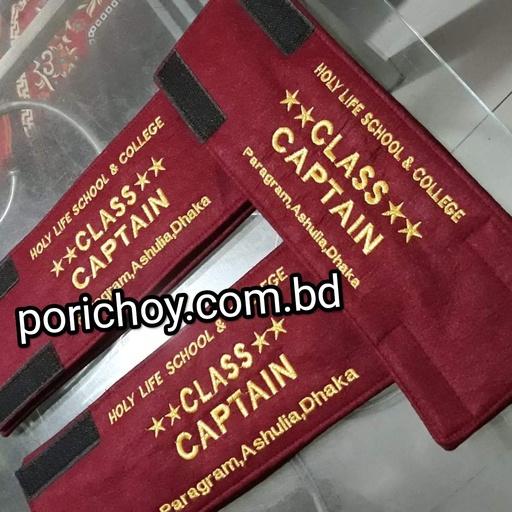 HOLY LIFE SCHOOL & COLLEGE
★★CLASS★★
CAPTAIN
Paragram,Ashulia,Dhaka
HOLY LIFE SCHOOL & COLLEGE
★★CLASS★★
CAPTAIN
Paragram,Ashulia,Dhaka
porichoy.com.bd
HOLY LIFE SCHOOL & COLLEGE
★★CLASS★★
CAPTAIN
Paragram,Ashulia,Dhaka